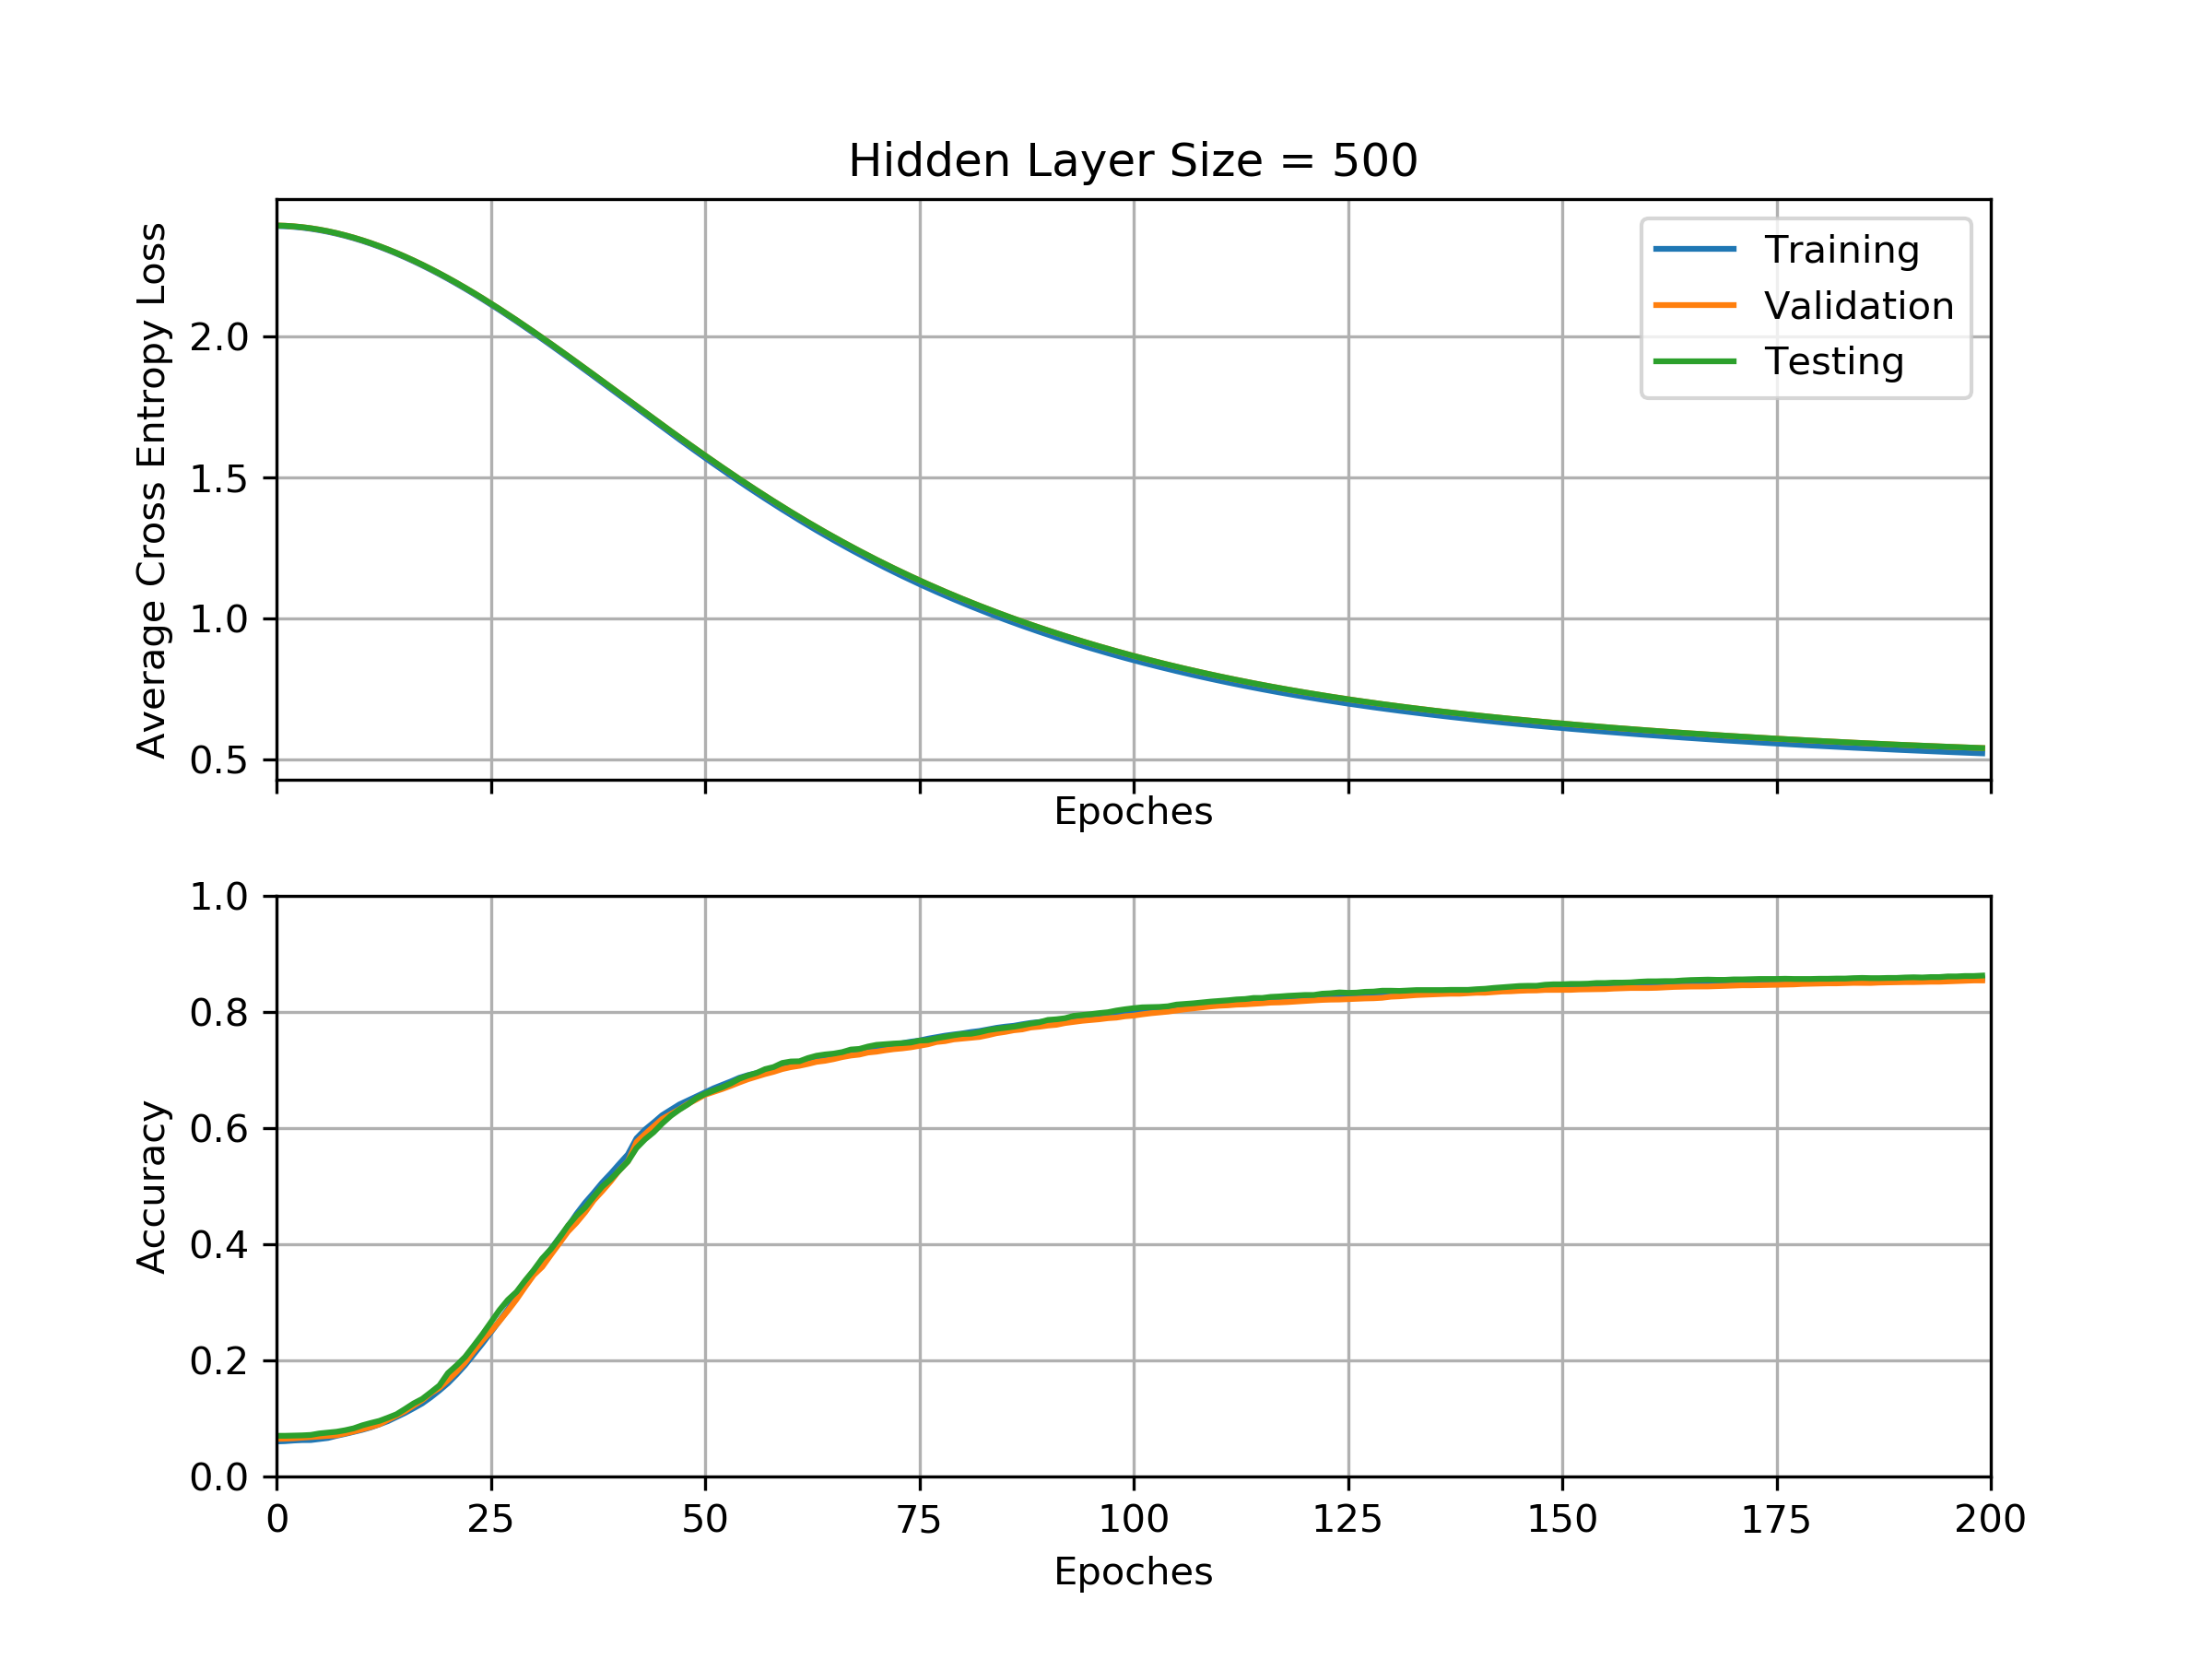 Hidden Layer Size = 500
Average Cross Entropy Loss
2.0
1.5
1.0
0.5
Training
Validation
Testing
Epoches
Accuracy
1.0
0.8
0.6
0.4
0.2
0.0
0 25 50 75 100 125 150 175 200
Epoches